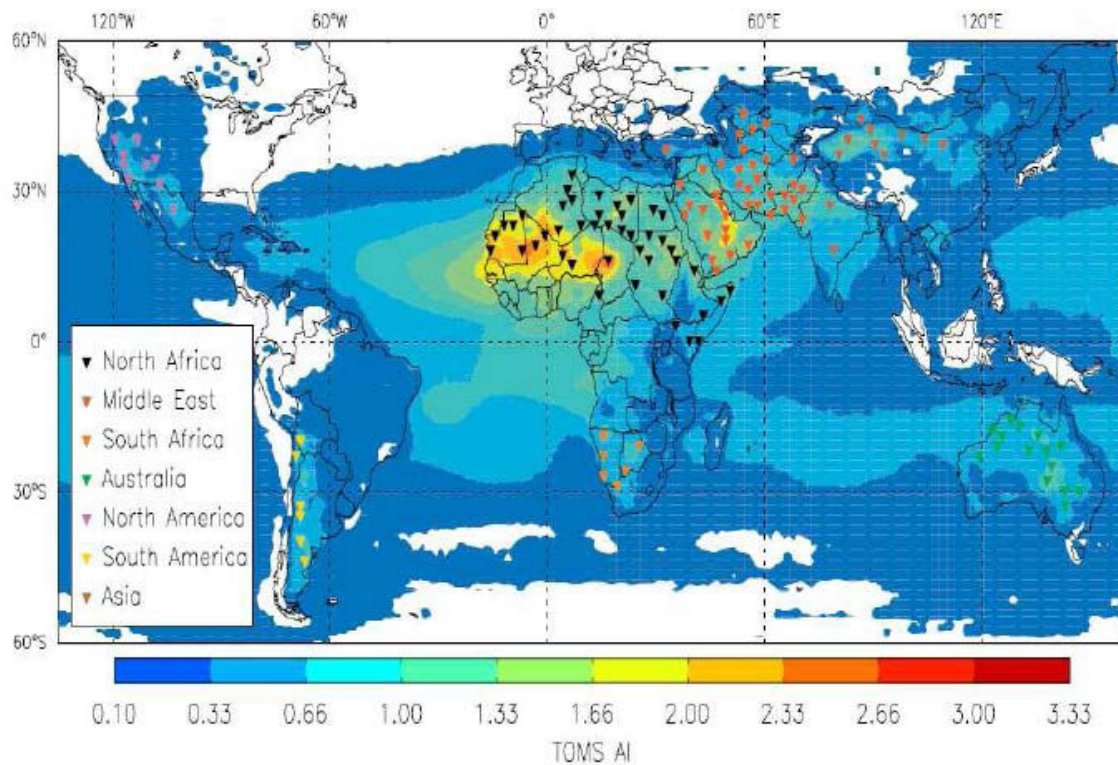 120°W 60°W 0° 60°E 120°E
60°N
30°N
0°
30°S
60°S
North Africa
Middle East
South Africa
Australia
North America
South America
Asia
0.10 0.33 0.66 1.00 1.33 1.66 2.00 2.33 2.66 3.00 3.33
TOMS AI